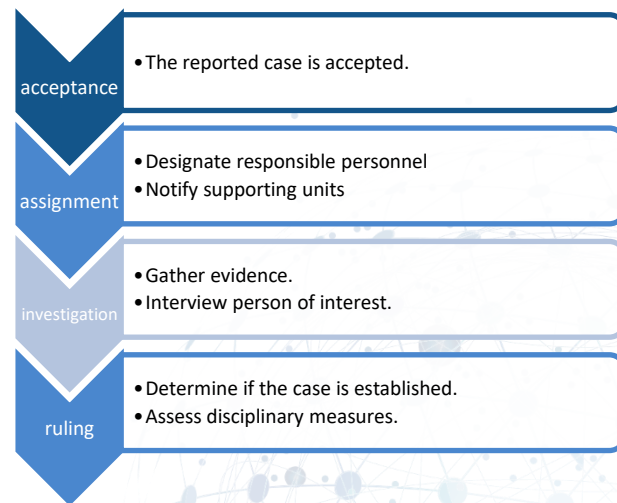 acceptance
•The reported case is accepted.
assignment
•Designate responsible personnel
•Notify supporting units
investigation
•Gather evidence.
•Interview person of interest.
ruling
•Determine if the case is established.
•Assess disciplinary measures.